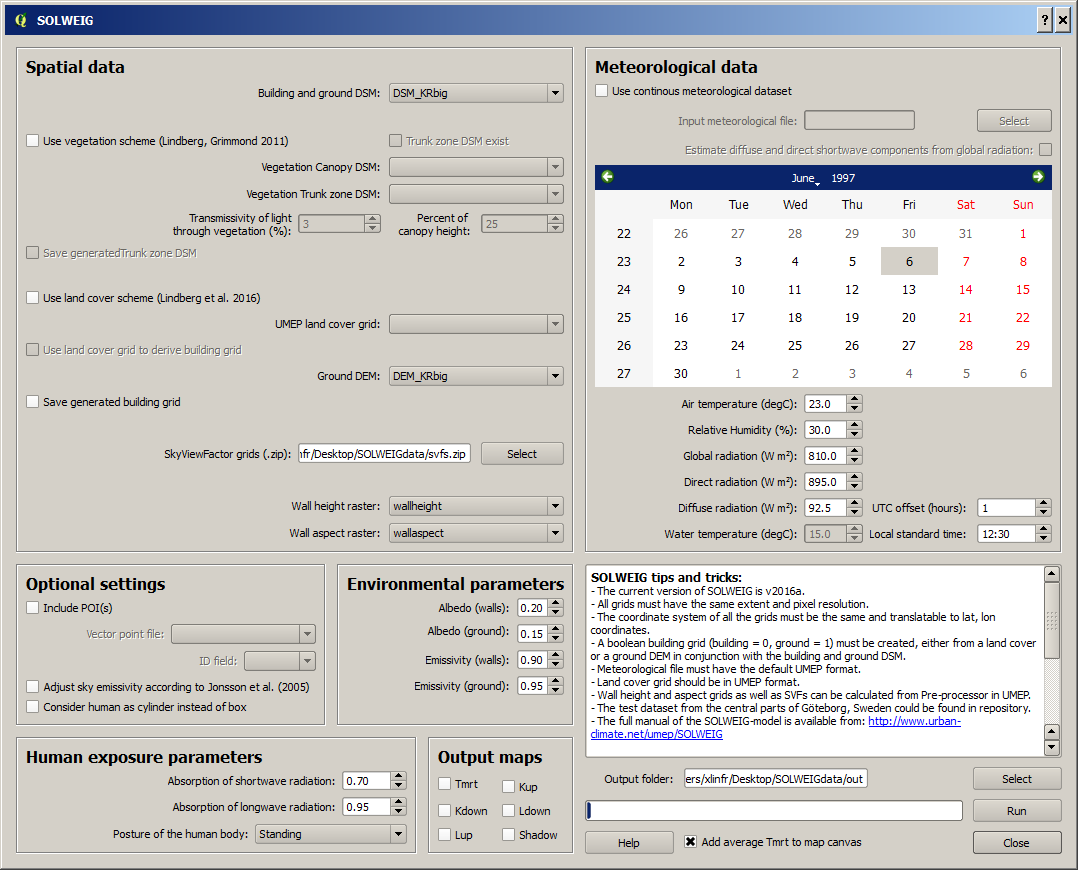 SOLWEIG
?
Spatial data
Building and ground DSM: DSM_KRbig
Use vegetation scheme (Lindberg, Grimmond 2011) Trunk zone DSM exist
Vegetation Canopy DSM:
Vegetation Trunk zone DSM:
Transmissivity of light
through vegetation (%): 3
Percent of
canopy height: 25
Save generatedTrunk zone DSM
Use land cover scheme (Lindberg et al. 2016)
UMEP land cover grid:
Use land cover grid to derive building grid
Ground DEM: DEM_KRbig
Save generated building grid
SkyViewFactor grids (.zip): nfr/Desktop/SOLWEIGdata/svfs.zip Select
Wall height raster: wallheight
Wall aspect raster: wallaspect
Meteorological data
Use continous meteorological dataset
Input meteorological file: Select
Estimate diffuse and direct shortwave components from global radiation:
June 1997
Mon Tue Wed Thu Fri Sat Sun
22 26 27 28 29 30 31 1
23 2 3 4 5 6 7 8
24 9 10 11 12 13 14 15
25 16 17 18 19 20 21 22
26 23 24 25 26 27 28 29
27 30 1 2 3 4 5 6
Air temperature (degC): 23.0
Relative Humidity (%): 30.0
Global radiation (W m²): 810.0
Direct radiation (W m²): 895.0
Diffuse radiation (W m²): 92.5 UTC offset (hours): 1
Water temperature (degC): 15.0 Local standard time: 12:30
Optional settings
Include POI(s)
Vector point file:
ID field:
Adjust sky emissivity according to Jonsson et al. (2005)
Consider human as cylinder instead of box
Environmental parameters
Albedo (walls): 0.20
Albedo (ground): 0.15
Emissivity (walls): 0.90
Emissivity (ground): 0.95
SOLWEIG tips and tricks:
- The current version of SOLWEIG is v2016a.
- All grids must have the same extent and pixel resolution.
- The coordinate system of all the grids must be the same and translatable to lat, lon
coordinates.
- A boolean building grid (building = 0, ground = 1) must be created, either from a land cover
or a ground DEM in conjunction with the building and ground DSM.
- Meteorological file must have the default UMEP format.
- Land cover grid should be in UMEP format.
- Wall height and aspect grids as well as SVFs can be calculated from Pre-processor in UMEP.
- The test dataset from the central parts of Göteborg, Sweden could be found in repository.
- The full manual of the SOLWEIG-model is available from: http://www.urban-
climate.net/umep/SOLWEIG
Human exposure parameters
Absorption of shortwave radiation: 0.70
Absorption of longwave radiation: 0.95
Posture of the human body: Standing
Output maps
Tmrt Kup
Kdown Ldown
Lup Shadow
Output folder: ers/xlinfr/Desktop/SOLWEIGdata/out Select
Run
Help Add average Tmrt to map canvas Close